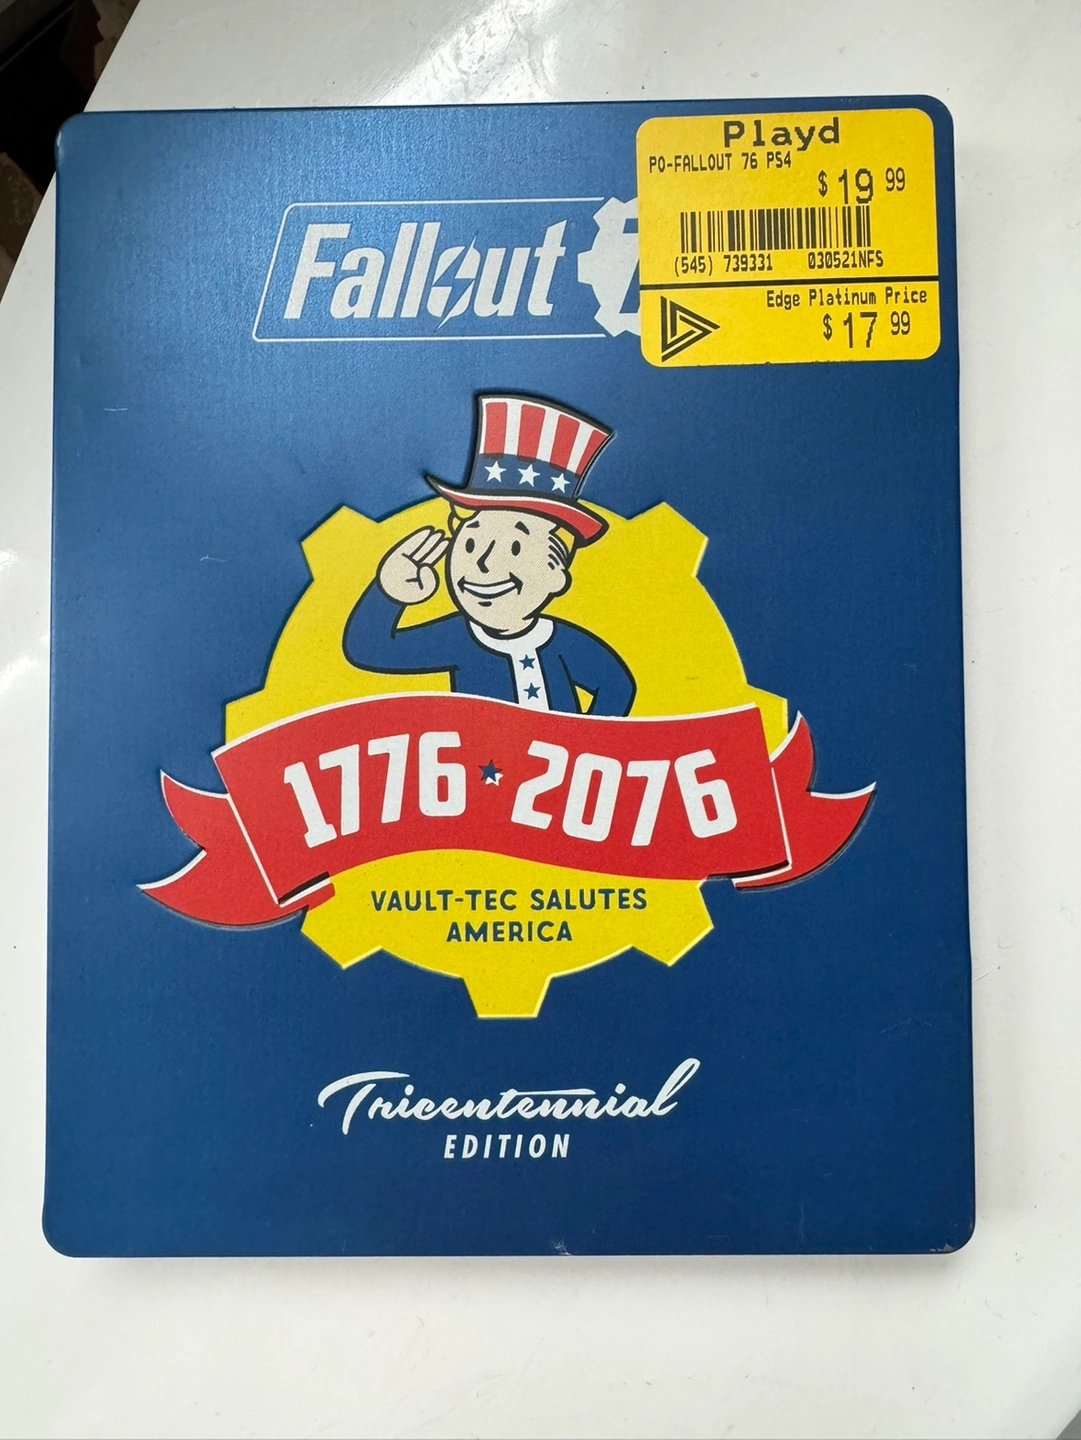 Playd
PO-FALLOUT 76 PS4
$ 19 99
(545) 739331 030521NFS
Edge Platinum Price
$ 17 99
Fallout
1776 ★ 2076
VAULT-TEC SALUTES
AMERICA
Tricentennial
EDITION